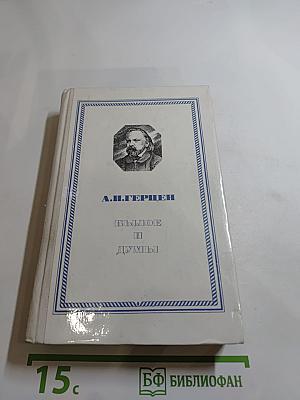 А.И.ГЕРЦЕН
БЫЛОЕ
И
ДУМЫ
15с
БФ БИБЛИОФАН